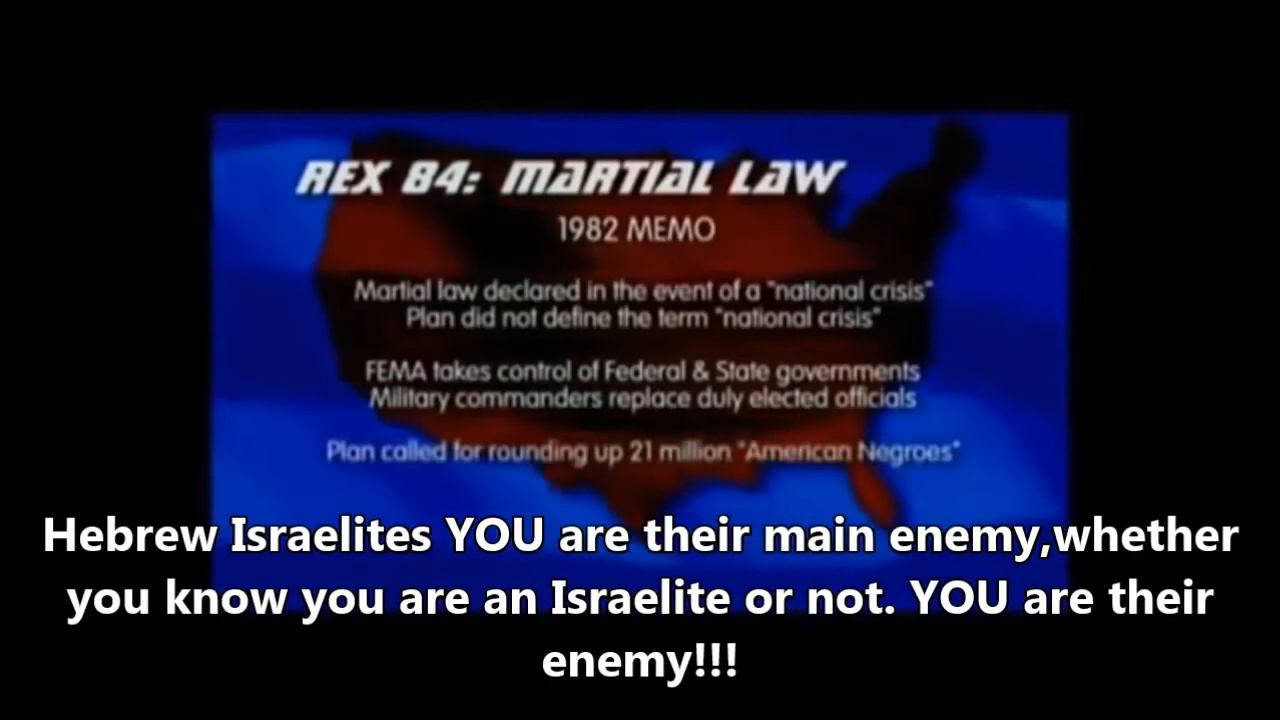 REX 84: MARTIAL LAW
1982 MEMO
Martial law declared in the event of a "national crisis"
Plan did not define the term "national crisis"
FEMA takes control of Federal & State governments
Military commanders replace duly elected officials
Plan called for rounding up 21 million "American Negroes"
Hebrew Israelites YOU are their main enemy,whether
you know you are an Israelite or not. YOU are their
enemy!!!